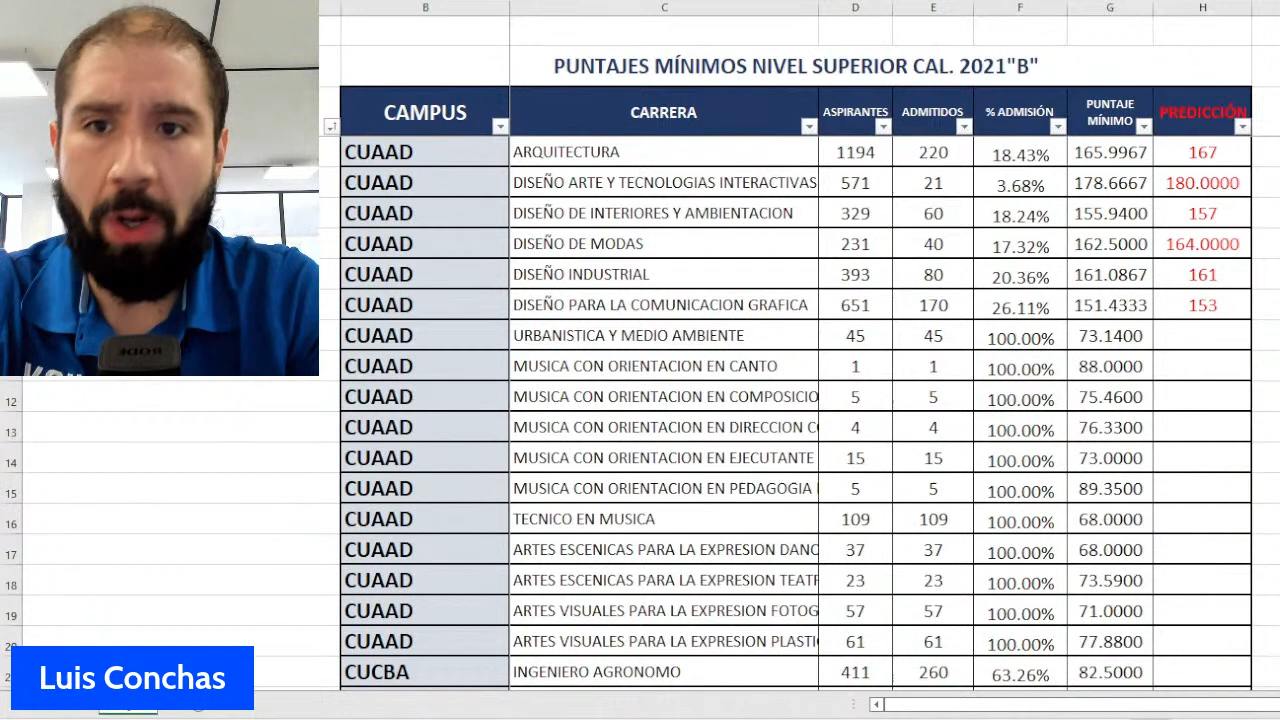 B C D E F G H
PUNTAJES MÍNIMOS NIVEL SUPERIOR CAL. 2021"B"
CAMPUS CARRERA ASPIRANTES ADMITIDOS % ADMISIÓN PUNTAJE MÍNIMO PREDICCIÓN
CUAAD ARQUITECTURA 1194 220 18.43% 165.9967 167
CUAAD DISEÑO ARTE Y TECNOLOGIAS INTERACTIVAS 571 21 3.68% 178.6667 180.0000
CUAAD DISEÑO DE INTERIORES Y AMBIENTACION 329 60 18.24% 155.9400 157
CUAAD DISEÑO DE MODAS 231 40 17.32% 162.5000 164.0000
CUAAD DISEÑO INDUSTRIAL 393 80 20.36% 161.0867 161
CUAAD DISEÑO PARA LA COMUNICACION GRAFICA 651 170 26.11% 151.4333 153
CUAAD URBANISTICA Y MEDIO AMBIENTE 45 45 100.00% 73.1400
CUAAD MUSICA CON ORIENTACION EN CANTO 1 1 100.00% 88.0000
12 CUAAD MUSICA CON ORIENTACION EN COMPOSICIO 5 5 100.00% 75.4600
13 CUAAD MUSICA CON ORIENTACION EN DIRECCION C 4 4 100.00% 76.3300
14 CUAAD MUSICA CON ORIENTACION EN EJECUTANTE 15 15 100.00% 73.0000
15 CUAAD MUSICA CON ORIENTACION EN PEDAGOGIA 5 5 100.00% 89.3500
16 CUAAD TECNICO EN MUSICA 109 109 100.00% 68.0000
17 CUAAD ARTES ESCENICAS PARA LA EXPRESION DANC 37 37 100.00% 68.0000
18 CUAAD ARTES ESCENICAS PARA LA EXPRESION TEATR 23 23 100.00% 73.5900
19 CUAAD ARTES VISUALES PARA LA EXPRESION FOTOG 57 57 100.00% 71.0000
20 CUAAD ARTES VISUALES PARA LA EXPRESION PLASTI 61 61 100.00% 77.8800
CUCBA INGENIERO AGRONOMO 411 260 63.26% 82.5000
Luis Conchas
RODE